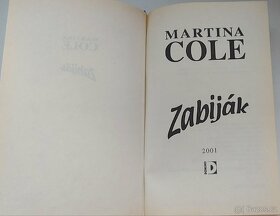 MARTINA
COLE
Zabiják
2001
D